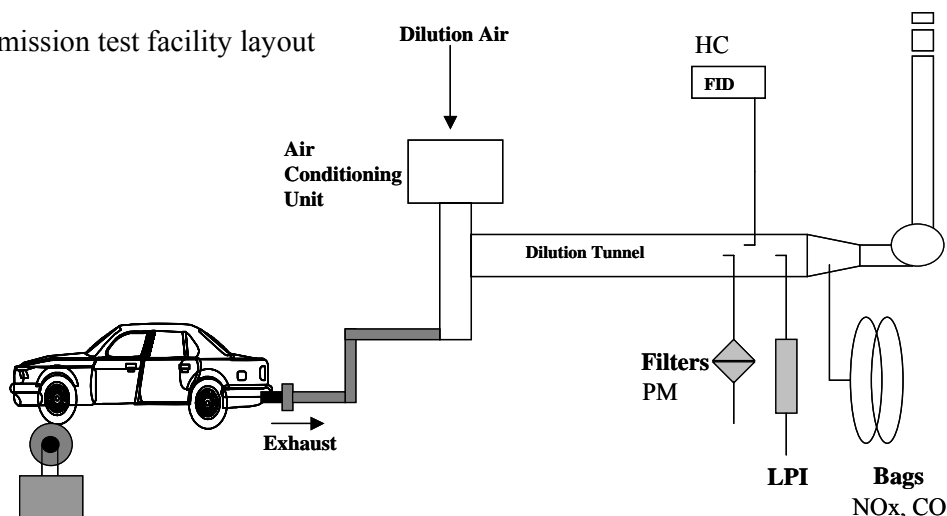 mission test facility layout
Dilution Air
HC
FID
Air
Conditioning
Unit
Dilution Tunnel
Filters
PM
Exhaust
LPI
Bags
NOx, CO